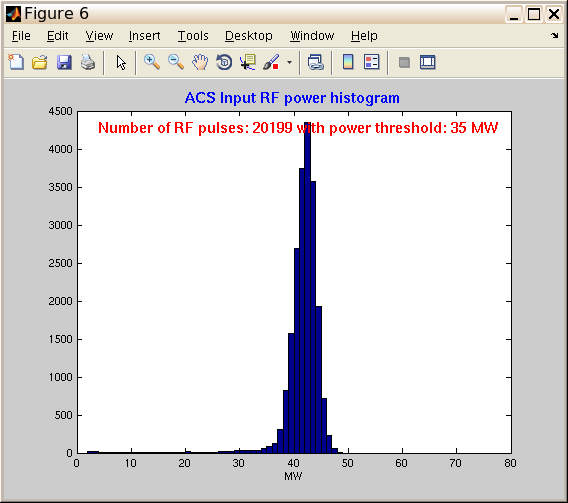 Figure 6
File Edit View Insert Tools Desktop Window Help
ACS Input RF power histogram
Number of RF pulses: 20199 with power threshold: 35 MW
4500
4000
3500
3000
2500
2000
1500
1000
500
0
0 10 20 30 40 50 60 70 80
MW